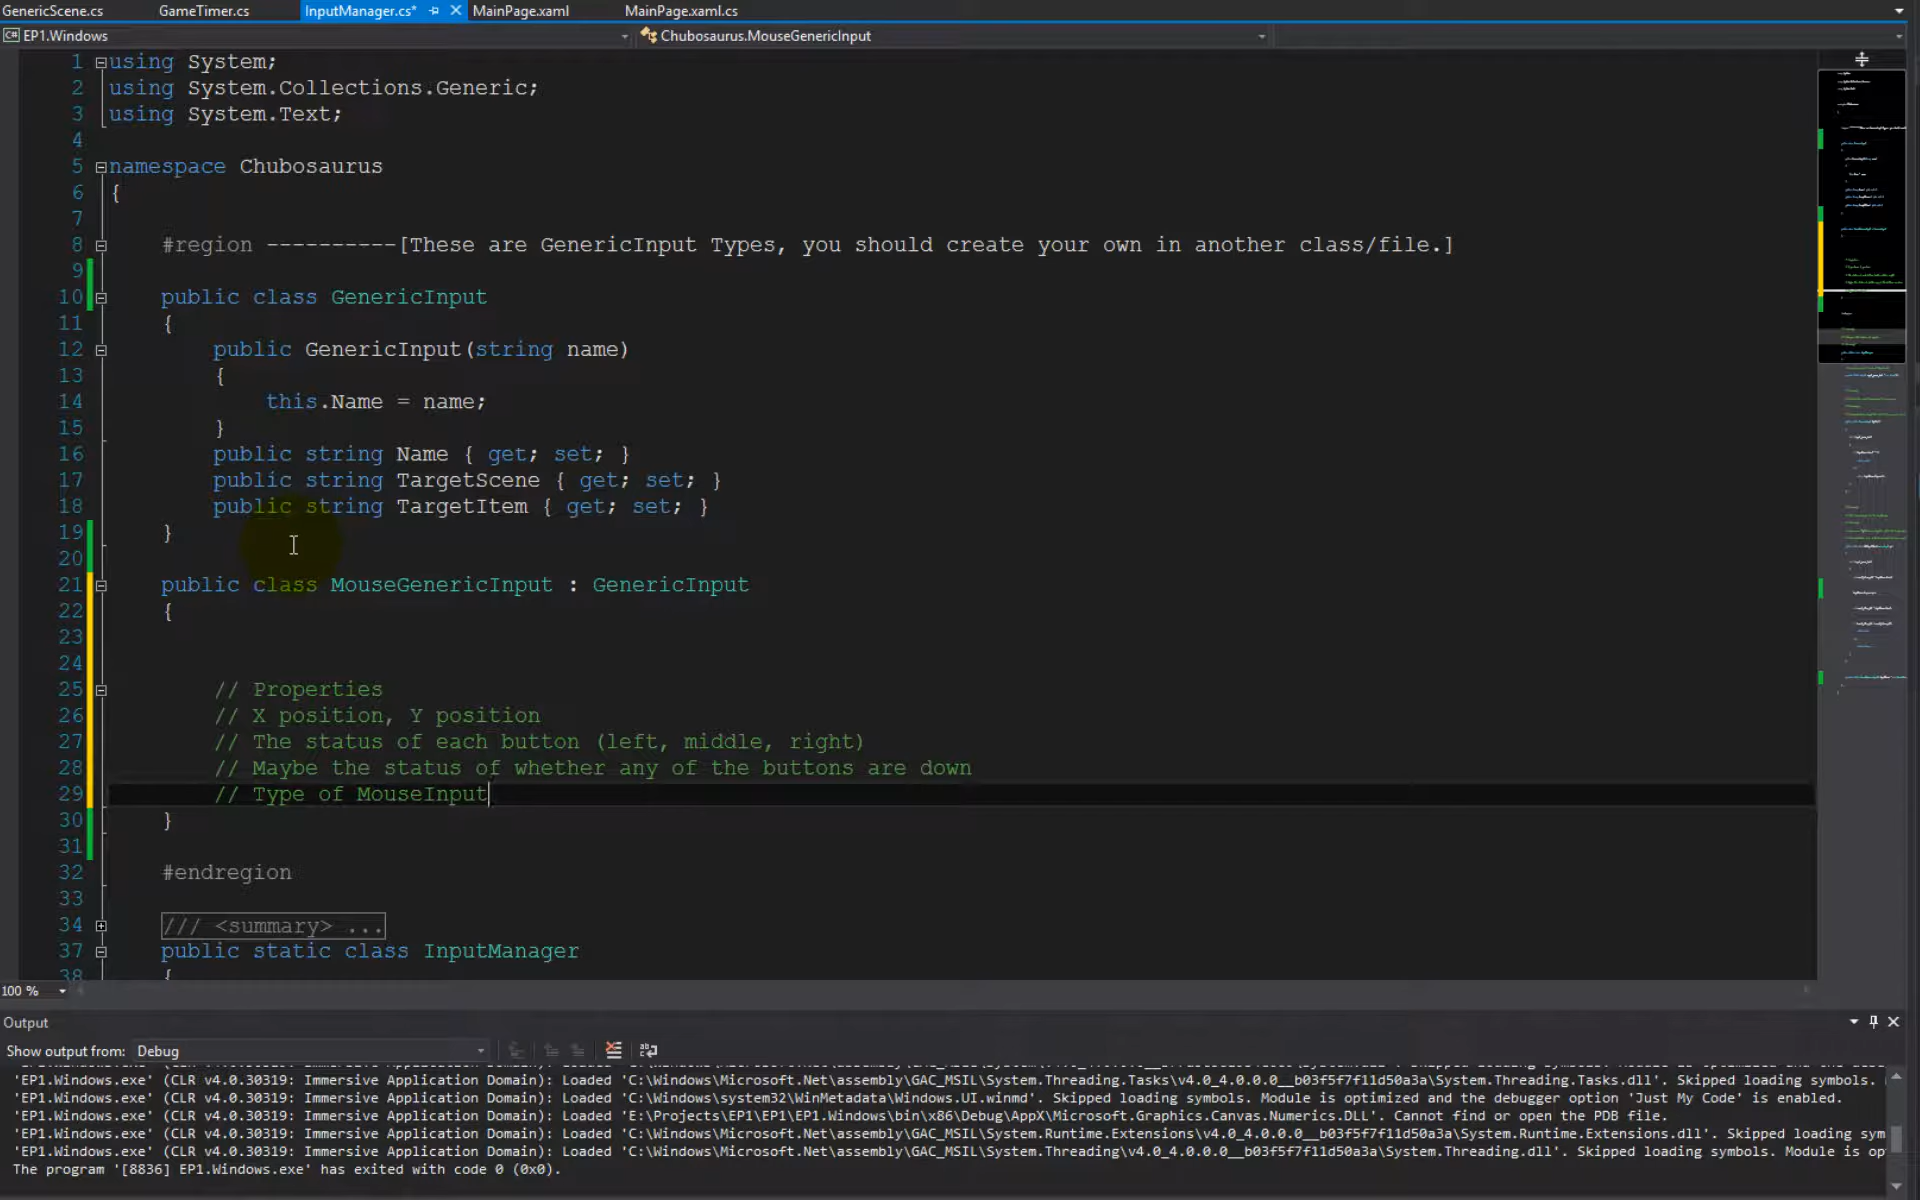 GenericScene.cs GameTimer.cs InputManager.cs* MainPage.xaml MainPage.xaml.cs
EP1.Windows Chubosaurus.MouseGenericInput
1 using System;
2 using System.Collections.Generic;
3 using System.Text;
4
5 namespace Chubosaurus
6 {
7
8 #region ----------[These are GenericInput Types, you should create your own in another class/file.]
9
10 public class GenericInput
11 {
12 public GenericInput(string name)
13 {
14 this.Name = name;
15 }
16 public string Name { get; set; }
17 public string TargetScene { get; set; }
18 public string TargetItem { get; set; }
19 }
20
21 public class MouseGenericInput : GenericInput
22 {
23
24
25 // Properties
26 // X position, Y position
27 // The status of each button (left, middle, right)
28 // Maybe the status of whether any of the buttons are down
29 // Type of MouseInput
30 }
31
32 #endregion
33
34 /// <summary> ...
37 public static class InputManager
38 {
100 %
Output
Show output from: Debug
'EP1.Windows.exe' (CLR v4.0.30319: Immersive Application Domain): Loaded 'C:\Windows\Microsoft.Net\assembly\GAC_MSIL\System.Threading.Tasks\v4.0_4.0.0.0__b03f5f7f11d50a3a\System.Threading.Tasks.dll'. Skipped loading symbols.
'EP1.Windows.exe' (CLR v4.0.30319: Immersive Application Domain): Loaded 'C:\Windows\system32\WinMetadata\Windows.UI.winmd'. Skipped loading symbols. Module is optimized and the debugger option 'Just My Code' is enabled.
'EP1.Windows.exe' (CLR v4.0.30319: Immersive Application Domain): Loaded 'E:\Projects\EP1\EP1\EP1.Windows\bin\x86\Debug\AppX\Microsoft.Graphics.Canvas.Numerics.DLL'. Cannot find or open the PDB file.
'EP1.Windows.exe' (CLR v4.0.30319: Immersive Application Domain): Loaded 'C:\Windows\Microsoft.Net\assembly\GAC_MSIL\System.Runtime.Extensions\v4.0_4.0.0.0__b03f5f7f11d50a3a\System.Runtime.Extensions.dll'. Skipped loading sym
'EP1.Windows.exe' (CLR v4.0.30319: Immersive Application Domain): Loaded 'C:\Windows\Microsoft.Net\assembly\GAC_MSIL\System.Threading\v4.0_4.0.0.0__b03f5f7f11d50a3a\System.Threading.dll'. Skipped loading symbols. Module is op
The program '[8836] EP1.Windows.exe' has exited with code 0 (0x0).